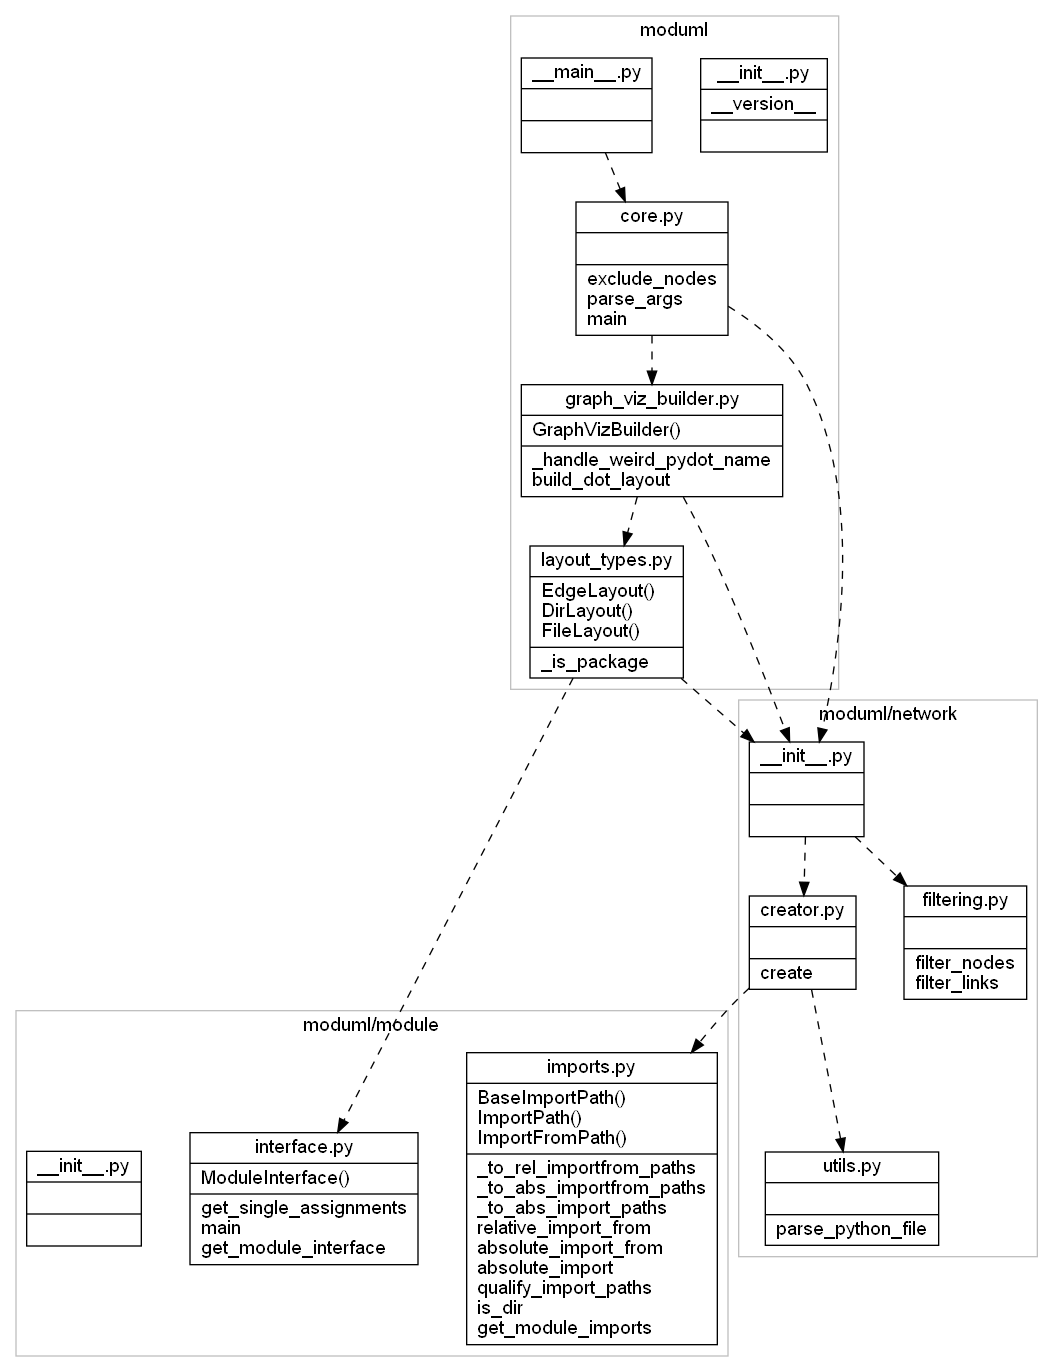 moduml
__main__.py
__init__.py
__version__
core.py
exclude_nodes
parse_args
main
graph_viz_builder.py
GraphVizBuilder()
_handle_weird_pydot_name
build_dot_layout
layout_types.py
EdgeLayout()
DirLayout()
FileLayout()
_is_package
moduml/network
__init__.py
creator.py
create
filtering.py
filter_nodes
filter_links
utils.py
parse_python_file
moduml/module
__init__.py
interface.py
ModuleInterface()
get_single_assignments
main
get_module_interface
imports.py
BaseImportPath()
ImportPath()
ImportFromPath()
_to_rel_importfrom_paths
_to_abs_importfrom_paths
_to_abs_import_paths
relative_import_from
absolute_import_from
absolute_import
qualify_import_paths
is_dir
get_module_imports